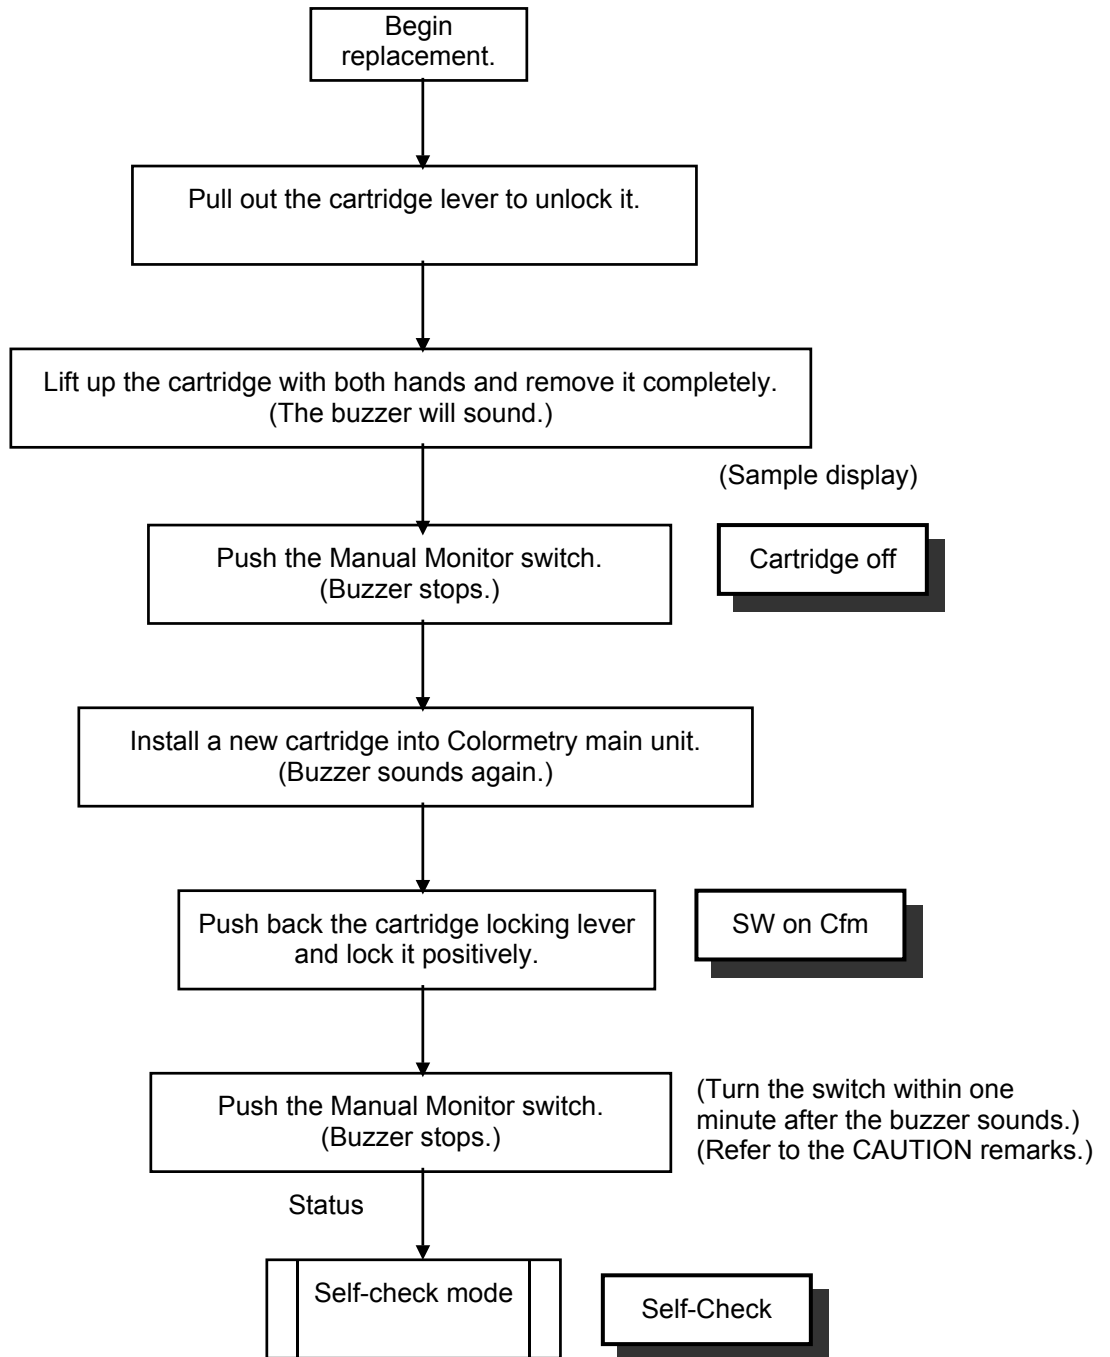 Begin
replacement.
Pull out the cartridge lever to unlock it.
Lift up the cartridge with both hands and remove it completely.
(The buzzer will sound.)
(Sample display)
Push the Manual Monitor switch.
(Buzzer stops.)
Cartridge off
Install a new cartridge into Colormetry main unit.
(Buzzer sounds again.)
Push back the cartridge locking lever
and lock it positively.
SW on Cfm
Push the Manual Monitor switch.
(Buzzer stops.)
(Turn the switch within one
minute after the buzzer sounds.)
(Refer to the CAUTION remarks.)
Status
Self-check mode
Self-Check